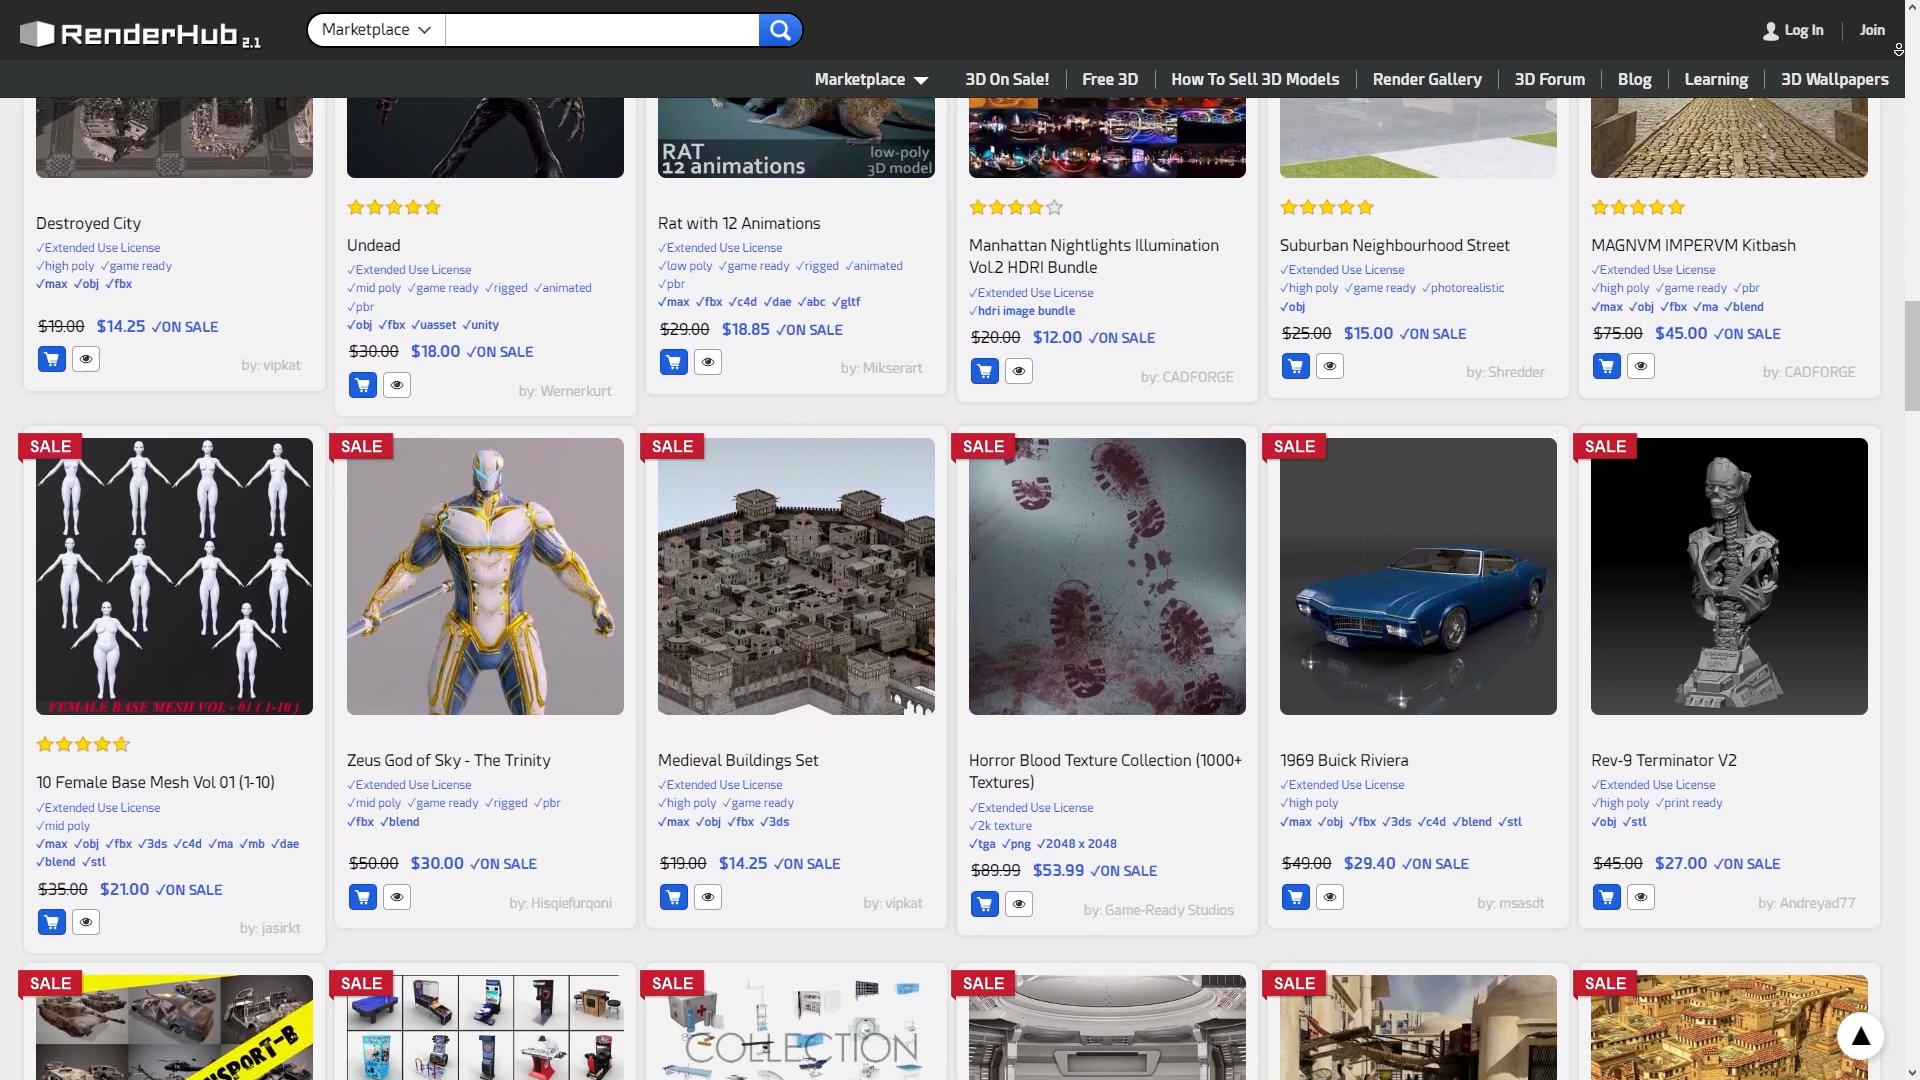 RenderHub 2.1
Marketplace
Log In
Join
Marketplace
3D On Sale!
Free 3D
How To Sell 3D Models
Render Gallery
3D Forum
Blog
Learning
3D Wallpapers
RAT
12 animations
low-poly
3D model
Destroyed City
✓Extended Use License
✓high poly ✓game ready
✓max ✓obj ✓fbx
$19.00 $14.25 ✓ON SALE
by: vipkat
Undead
✓Extended Use License
✓mid poly ✓game ready ✓rigged ✓animated
✓pbr
✓obj ✓fbx ✓uasset ✓unity
$30.00 $18.00 ✓ON SALE
by: Wernerkurt
Rat with 12 Animations
✓Extended Use License
✓low poly ✓game ready ✓rigged ✓animated
✓pbr
✓max ✓fbx ✓c4d ✓dae ✓abc ✓gltf
$29.00 $18.85 ✓ON SALE
by: Mikserart
Manhattan Nightlights Illumination
Vol.2 HDRI Bundle
✓Extended Use License
✓hdri image bundle
$20.00 $12.00 ✓ON SALE
by: CADFORGE
Suburban Neighbourhood Street
✓Extended Use License
✓high poly ✓game ready ✓photorealistic
✓obj
$25.00 $15.00 ✓ON SALE
by: Shredder
MAGNVM IMPERVM Kitbash
✓Extended Use License
✓high poly ✓game ready ✓pbr
✓max ✓obj ✓fbx ✓ma ✓blend
$75.00 $45.00 ✓ON SALE
by: CADFORGE
SALE
FEMALE BASE MESH VOL - 01 ( 1-10 )
10 Female Base Mesh Vol 01 (1-10)
✓Extended Use License
✓mid poly
✓max ✓obj ✓fbx ✓3ds ✓c4d ✓ma ✓mb ✓dae
✓blend ✓stl
$35.00 $21.00 ✓ON SALE
by: jasirkt
SALE
Zeus God of Sky - The Trinity
✓Extended Use License
✓mid poly ✓game ready ✓rigged ✓pbr
✓fbx ✓blend
$50.00 $30.00 ✓ON SALE
by: Hisqiefurqoni
SALE
Medieval Buildings Set
✓Extended Use License
✓high poly ✓game ready
✓max ✓obj ✓fbx ✓3ds
$19.00 $14.25 ✓ON SALE
by: vipkat
SALE
Horror Blood Texture Collection (1000+
Textures)
✓Extended Use License
✓2k texture
✓tga ✓png ✓2048 x 2048
$89.99 $53.99 ✓ON SALE
by: Game-Ready Studios
SALE
1969 Buick Riviera
✓Extended Use License
✓high poly
✓max ✓obj ✓fbx ✓3ds ✓c4d ✓blend ✓stl
$49.00 $29.40 ✓ON SALE
by: msasdt
SALE
Rev-9 Terminator V2
✓Extended Use License
✓high poly ✓print ready
✓obj ✓stl
$45.00 $27.00 ✓ON SALE
by: Andreyad77
SALE
NSPORT-B
SALE
SALE
COLLECTION
SALE
SALE
SALE